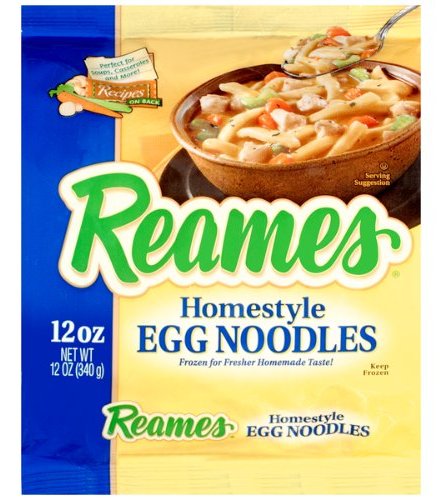 Perfect for
Soups, Casseroles
and More!
Recipes
ON BACK
Serving
Suggestion
Reames®
Homestyle
EGG NOODLES
Frozen for Fresher Homemade Taste!
12 oz
NET WT
12 OZ (340 g)
Keep
Frozen
Reames
Homestyle
EGG NOODLES